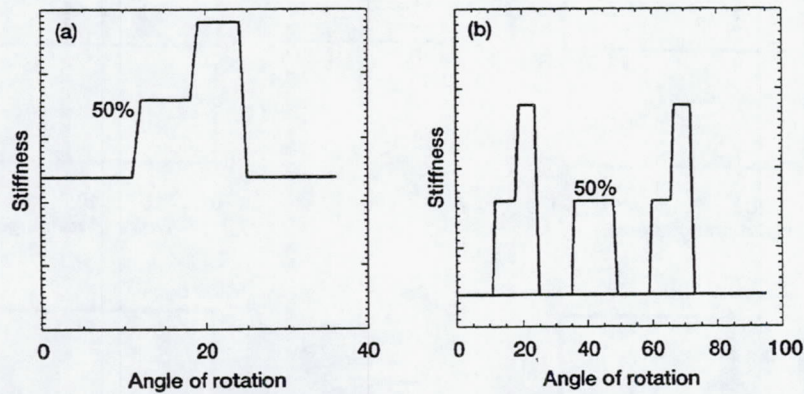 (a)
50%
Stiffness
0
20
40
Angle of rotation
(b)
50%
Stiffness
0
20
40
60
80
100
Angle of rotation